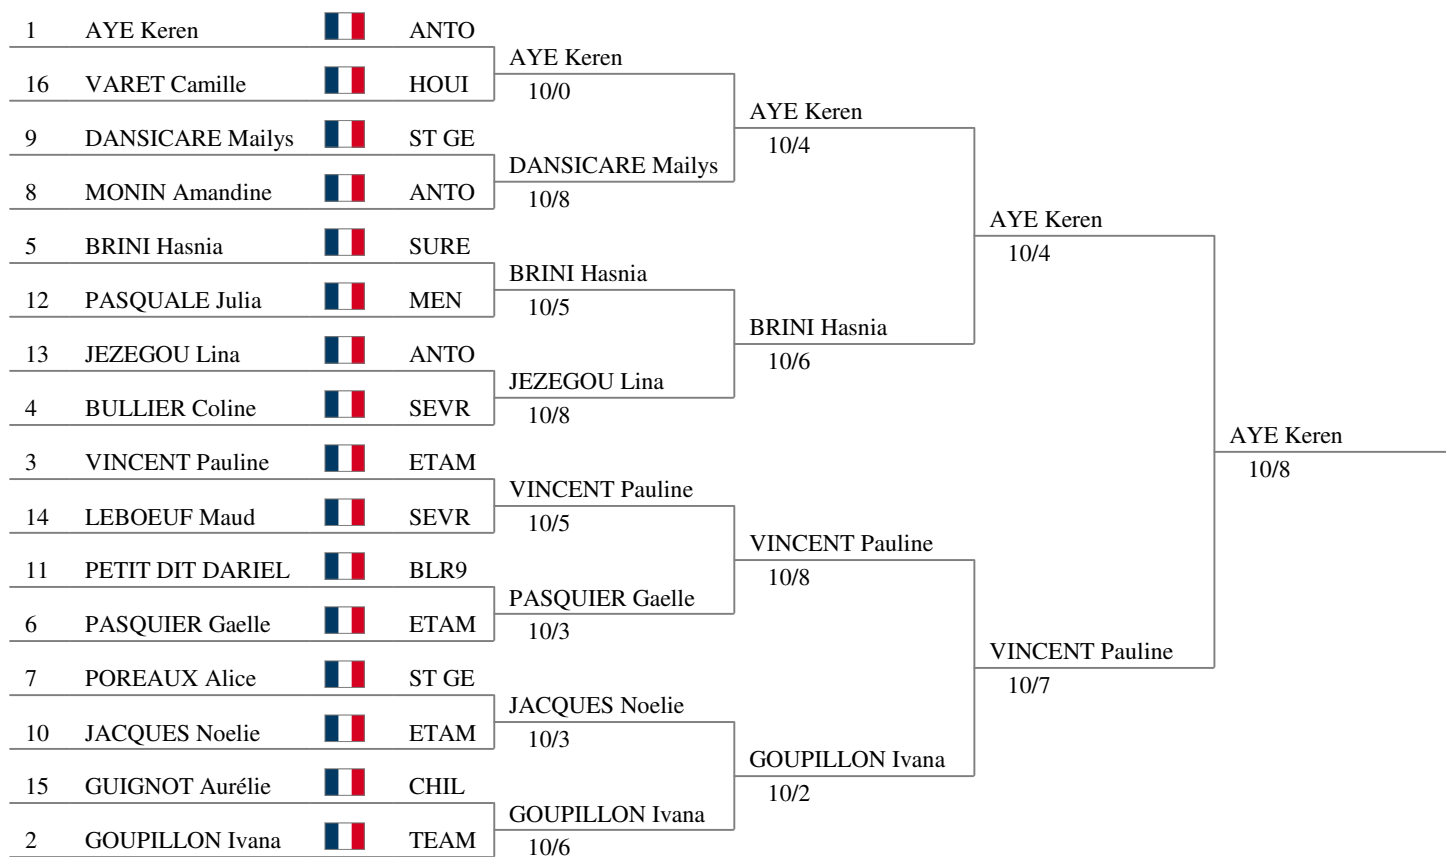 1 AYE Keren ANTO
16 VARET Camille HOUI
9 DANSICARE Mailys ST GE
8 MONIN Amandine ANTO
5 BRINI Hasnia SURE
12 PASQUALE Julia MEN
13 JEZEGOU Lina ANTO
4 BULLIER Coline SEVR
3 VINCENT Pauline ETAM
14 LEBOEUF Maud SEVR
11 PETIT DIT DARIEL BLR9
6 PASQUIER Gaelle ETAM
7 POREAUX Alice ST GE
10 JACQUES Noelie ETAM
15 GUIGNOT Aurélie CHIL
2 GOUPILLON Ivana TEAM
AYE Keren
10/0
DANSICARE Mailys
10/8
BRINI Hasnia
10/5
JEZEGOU Lina
10/8
VINCENT Pauline
10/5
PASQUIER Gaelle
10/3
JACQUES Noelie
10/3
GOUPILLON Ivana
10/6
AYE Keren
10/4
BRINI Hasnia
10/6
VINCENT Pauline
10/8
GOUPILLON Ivana
10/2
AYE Keren
10/4
VINCENT Pauline
10/7
AYE Keren
10/8